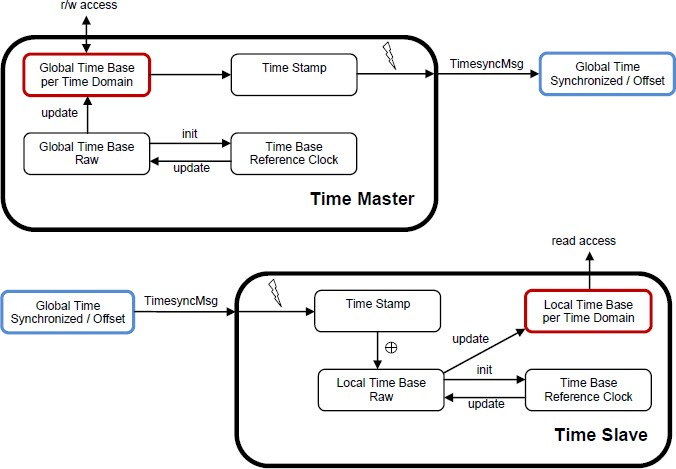 r/w access
Global Time Base
per Time Domain
Time Stamp
TimesyncMsg
Global Time
Synchronized / Offset
update
Global Time Base
Raw
init
update
Time Base
Reference Clock
Time Master
read access
Global Time
Synchronized / Offset
TimesyncMsg
Time Stamp
Local Time Base
per Time Domain
update
Local Time Base
Raw
init
update
Time Base
Reference Clock
Time Slave